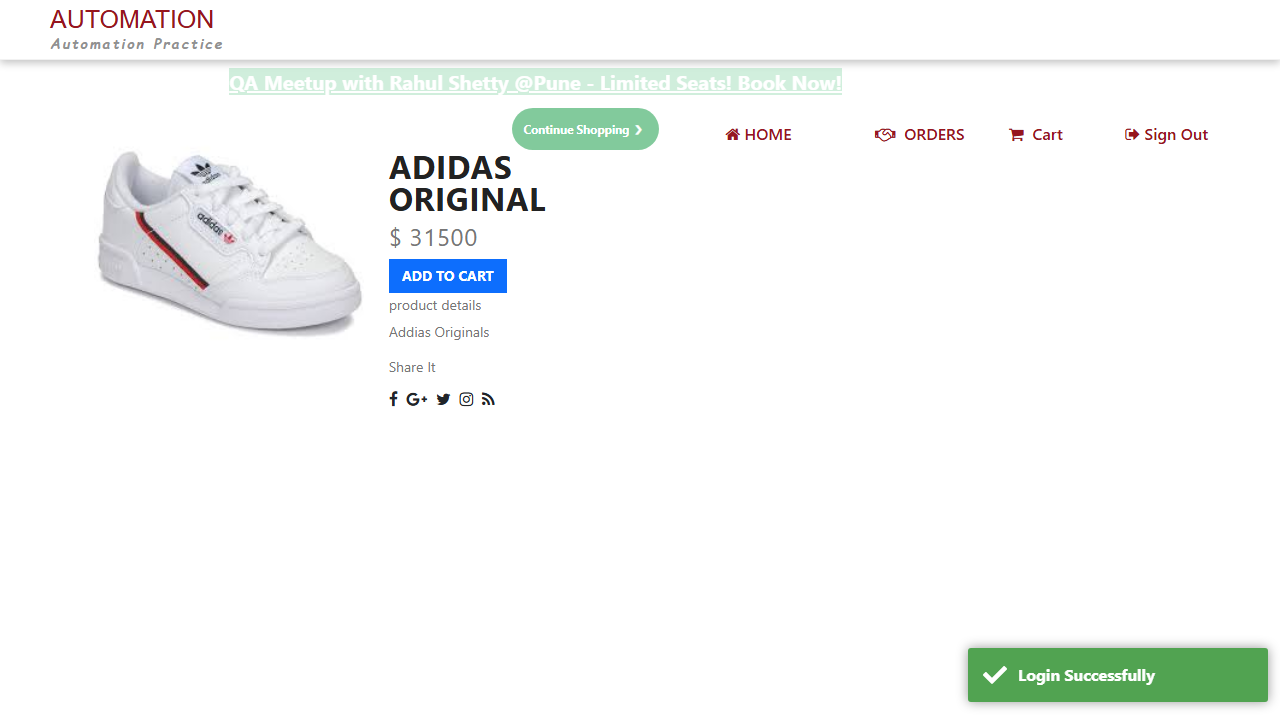 AUTOMATION
Automation Practice
QA Meetup with Rahul Shetty @Pune - Limited Seats! Book Now!
Continue Shopping ❯
HOME
ORDERS
Cart
Sign Out
adidas
ADIDAS
ORIGINAL
$ 31500
ADD TO CART
product details
Addias Originals
Share It
Login Successfully